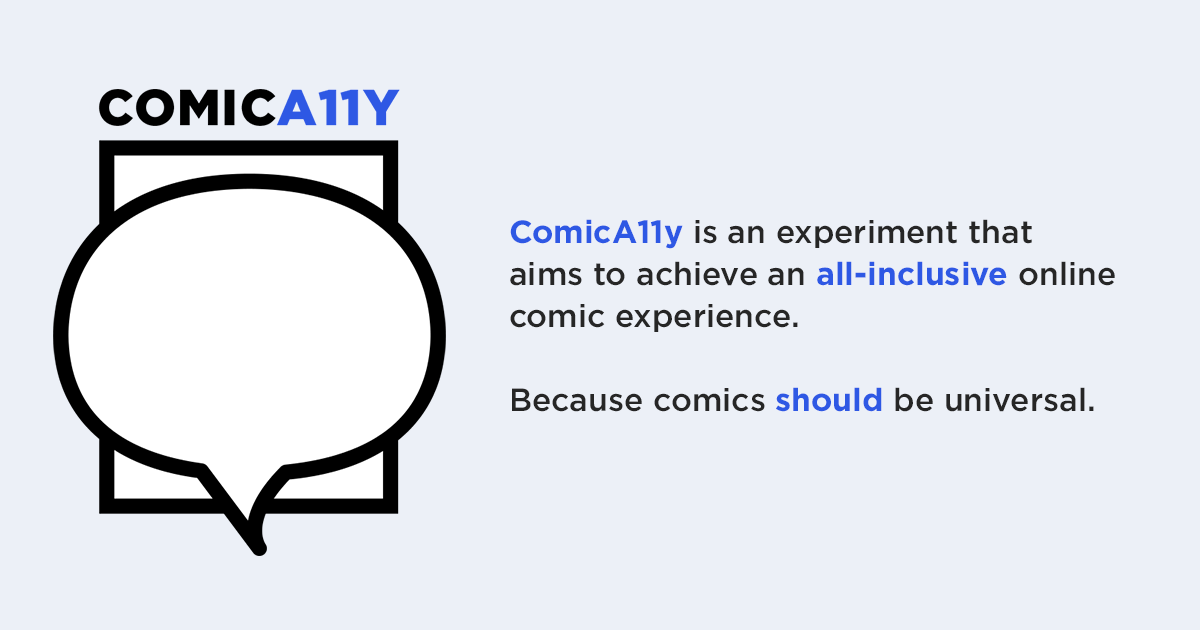 COMICA11Y
ComicA11y is an experiment that
aims to achieve an all-inclusive online
comic experience.
Because comics should be universal.